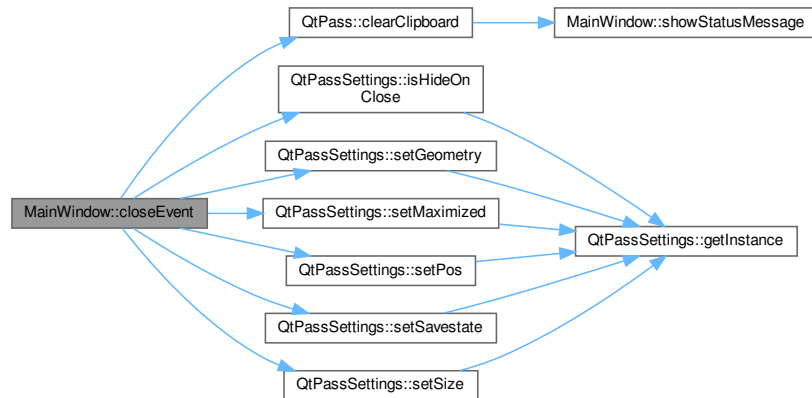 QtPass::clearClipboard
MainWindow::showStatusMessage
QtPassSettings::isHideOn
Close
QtPassSettings::setGeometry
MainWindow::closeEvent
QtPassSettings::setMaximized
QtPassSettings::getInstance
QtPassSettings::setPos
QtPassSettings::setSavestate
QtPassSettings::setSize